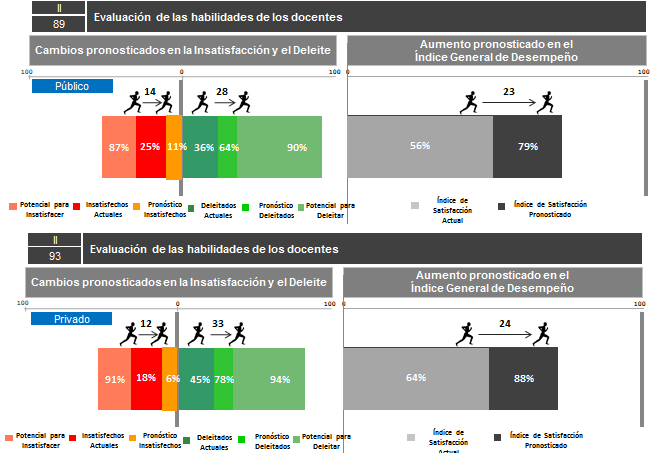 II
89
Evaluación de las habilidades de los docentes
Cambios pronosticados en la Insatisfacción y el Deleite
Aumento pronosticado en el
Índice General de Desempeño
100
0
100
0
100
Público
14
28
23
87%
25%
11%
36%
64%
90%
56%
79%
Potencial para
Insatisfacer
Insatisfechos
Actuales
Pronóstico
Insatisfechos
Deleitados
Actuales
Pronóstico
Deleitados
Potencial para
Deleitar
Índice de
Satisfacción
Actual
Índice de Satisfacción
Pronosticado
II
93
Evaluación de las habilidades de los docentes
Cambios pronosticados en la Insatisfacción y el Deleite
Aumento pronosticado en el
Índice General de Desempeño
100
0
100
0
100
Privado
12
33
24
91%
18%
6%
45%
78%
94%
64%
88%
Potencial para
Insatisfacer
Insatisfechos
Actuales
Pronóstico
Insatisfechos
Deleitados
Actuales
Pronóstico
Deleitados
Potencial para
Deleitar
Índice de
Satisfacción
Actual
Índice de Satisfacción
Pronosticado